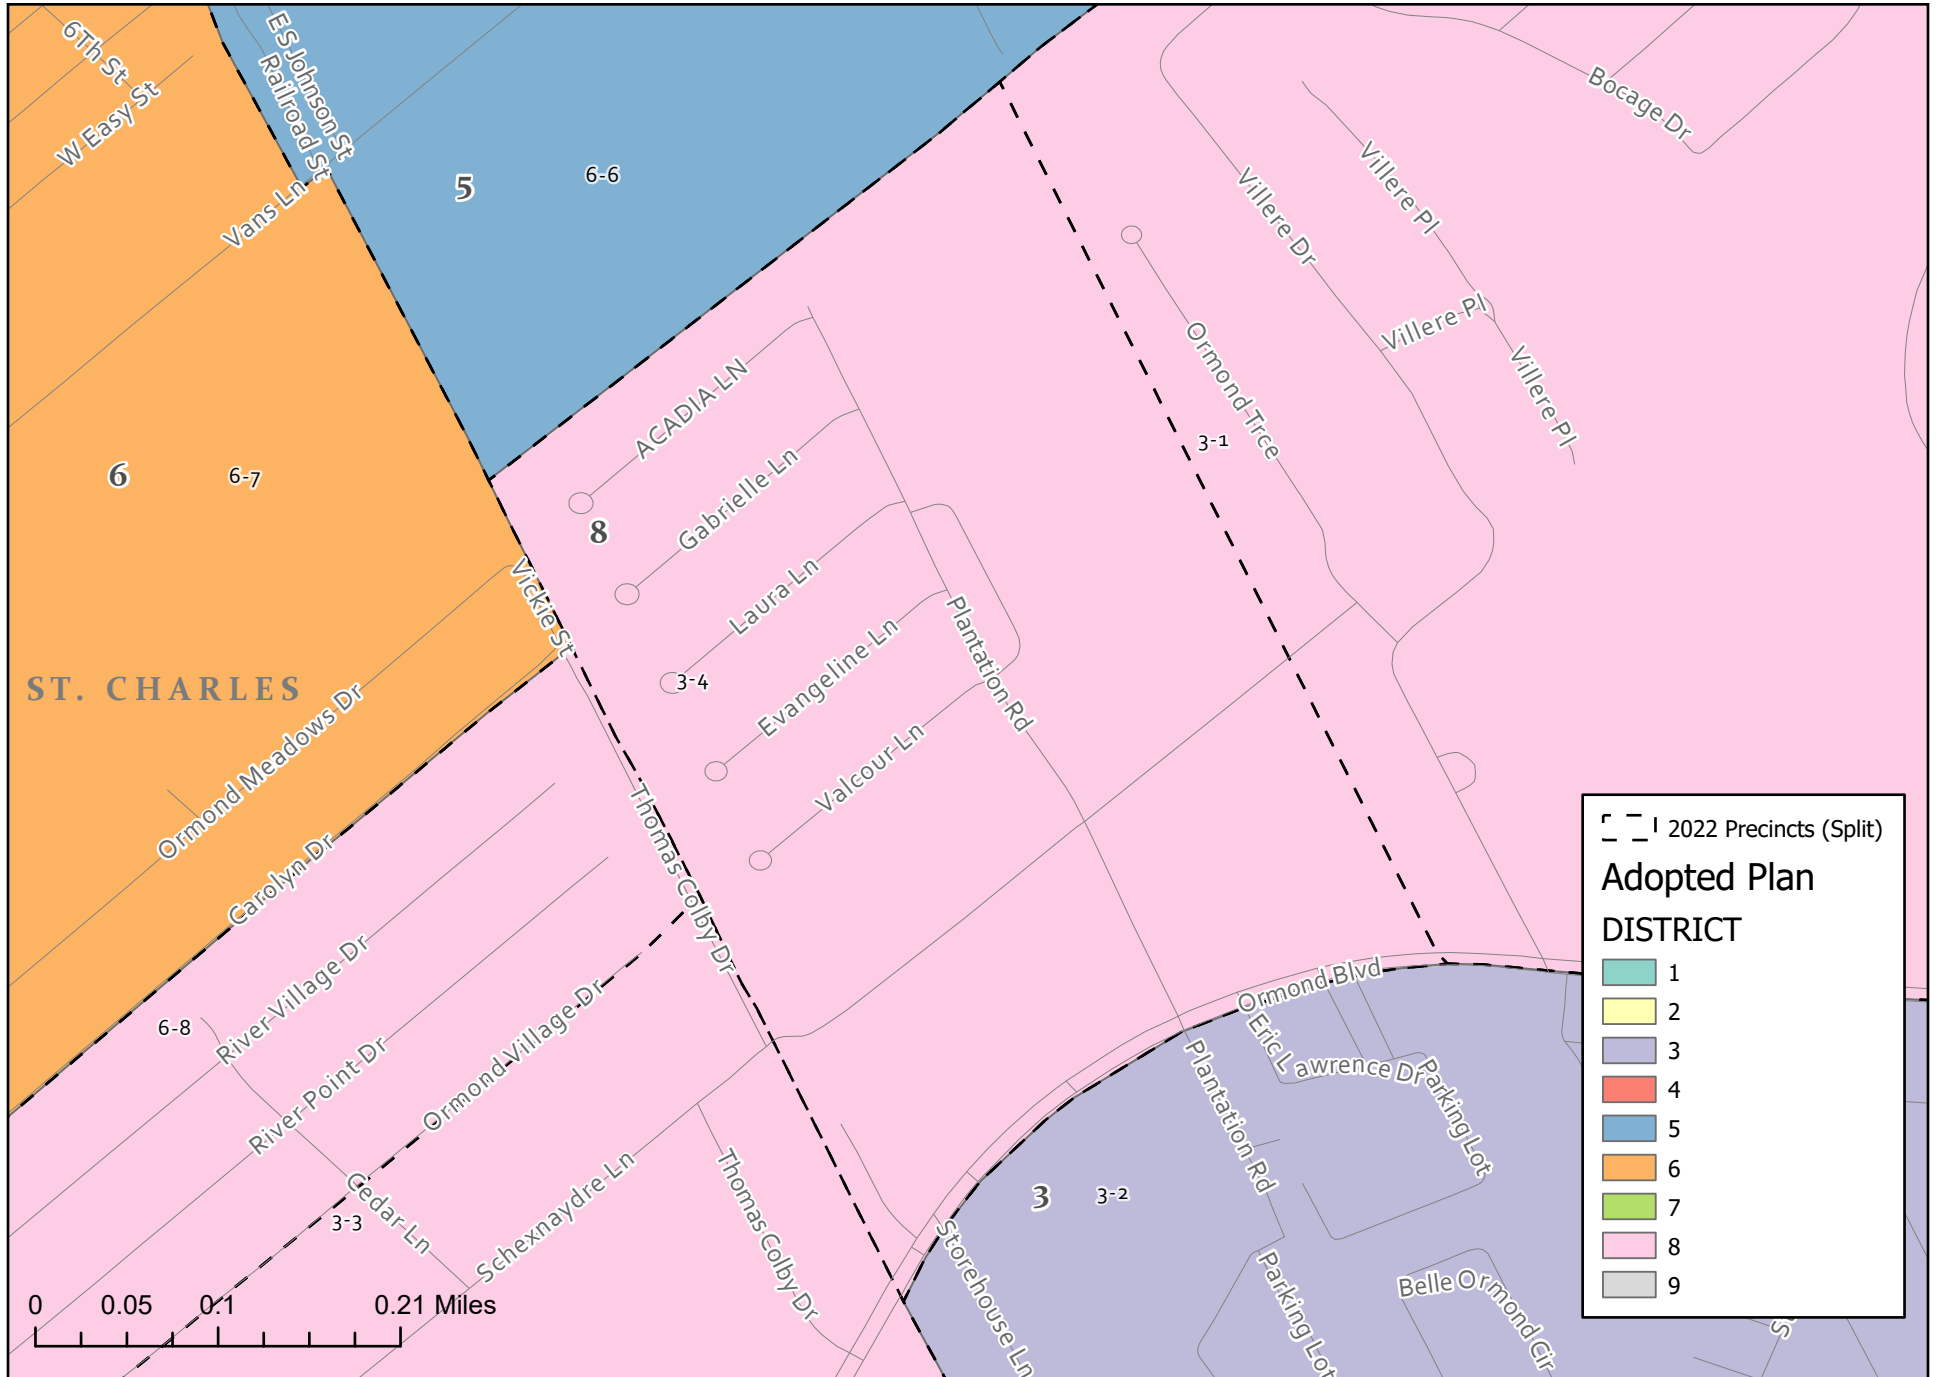 6Th St
W Easy St
E S Johnson St
Railroad St
Vans Ln
5
6-6
Bocage Dr
Villere Pl
Villere Dr
Villere Pl
Villere Pl
Ormond Trce
3-1
ACADIA LN
Gabrielle Ln
6
6-7
8
Laura Ln
Vickie St
Evangeline Ln
Plantation Rd
3-4
ST. CHARLES
Ormond Meadows Dr
Valcour Ln
Carolyn Dr
Thomas Colby Dr
River Village Dr
Ormond Village Dr
6-8
River Point Dr
Ormond Blvd
Eric Lawrence Dr
Parking Lot
Plantation Rd
3
3-2
3-3
Cedar Ln
Schexnaydre Ln
Thomas Colby Dr
Storehouse Ln
Parking Lot
Belle Ormond Cir
S
2022 Precincts (Split)
Adopted Plan
DISTRICT
1
2
3
4
5
6
7
8
9
0 0.05 0.1 0.21 Miles